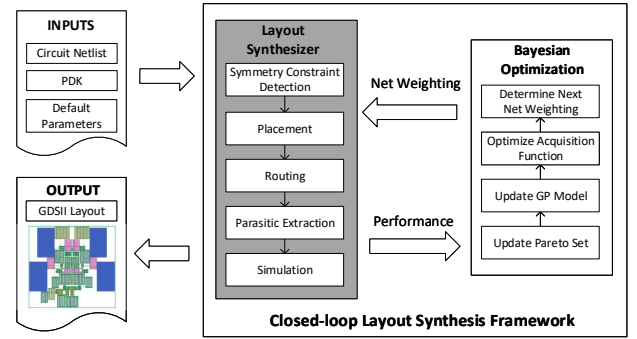 INPUTS
Circuit Netlist
PDK
Default
Parameters
OUTPUT
GDSII Layout
Layout
Synthesizer
Symmetry Constraint
Detection
Placement
Routing
Parasitic Extraction
Simulation
Net Weighting
Performance
Bayesian
Optimization
Determine Next
Net Weighting
Optimize Acquisition
Function
Update GP Model
Update Pareto Set
Closed-loop Layout Synthesis Framework